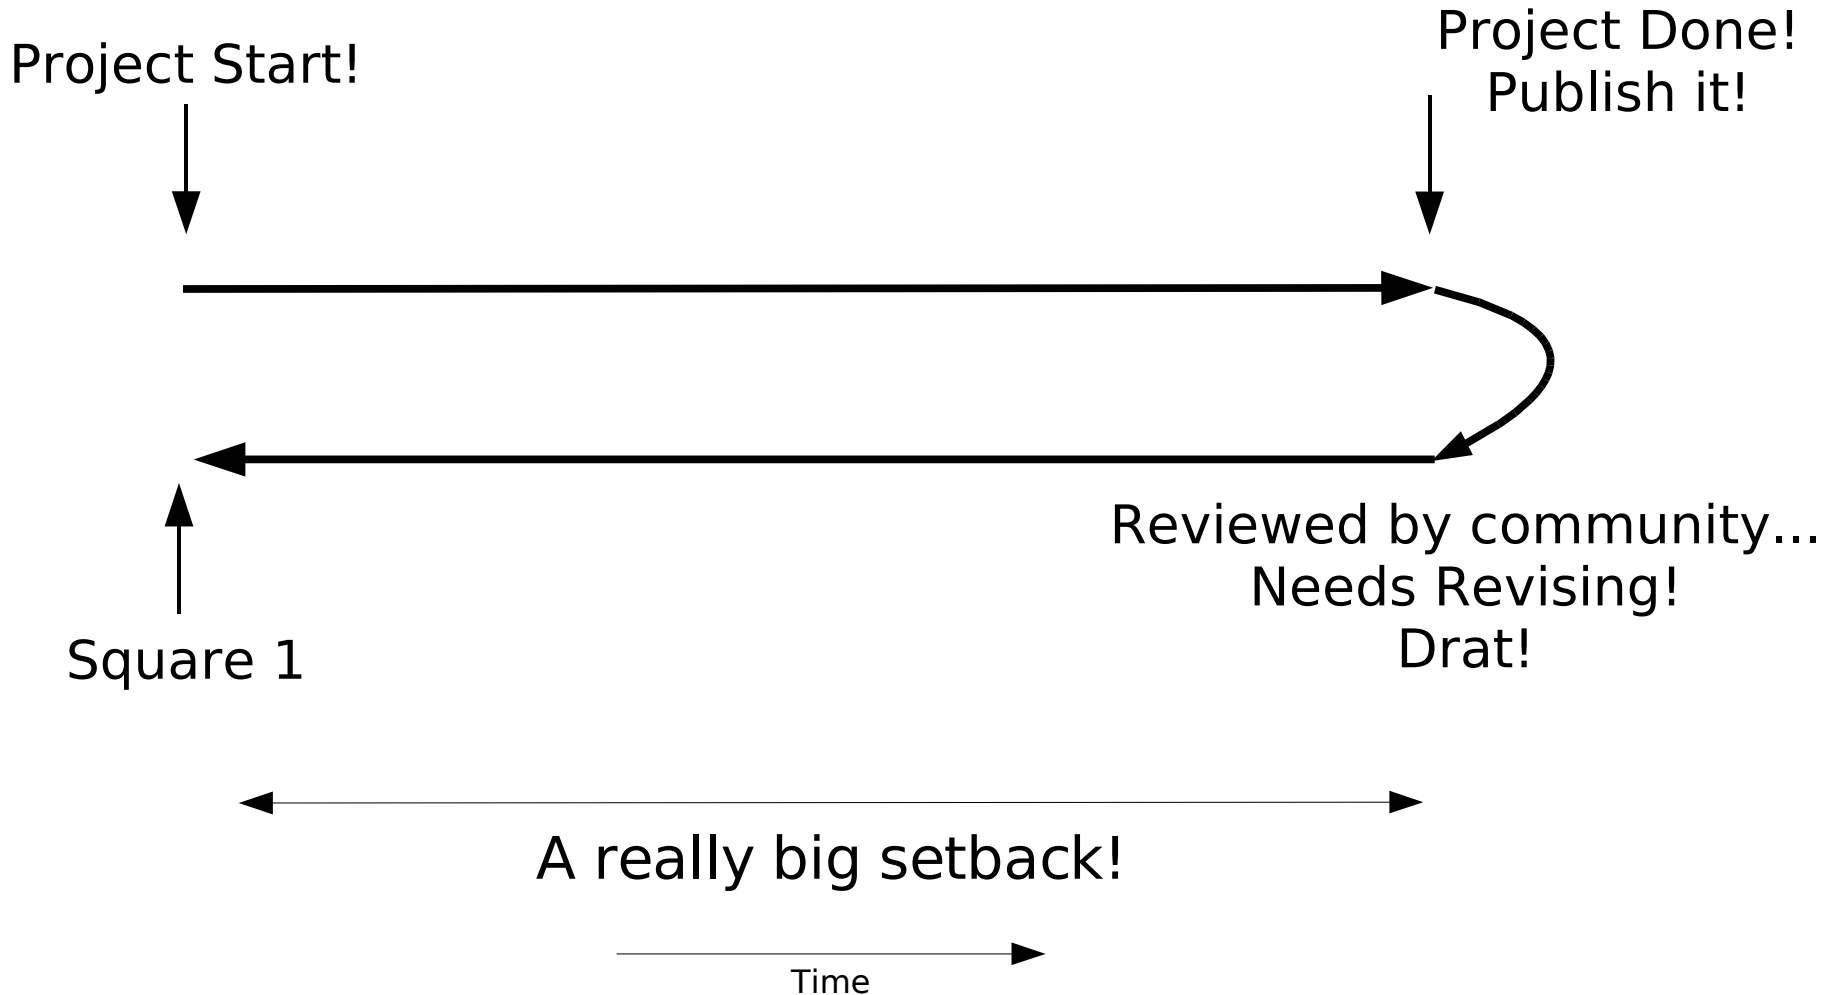 Project Start!
Project Done!
Publish it!
Reviewed by community...
Needs Revising!
Drat!
Square 1
A really big setback!
Time